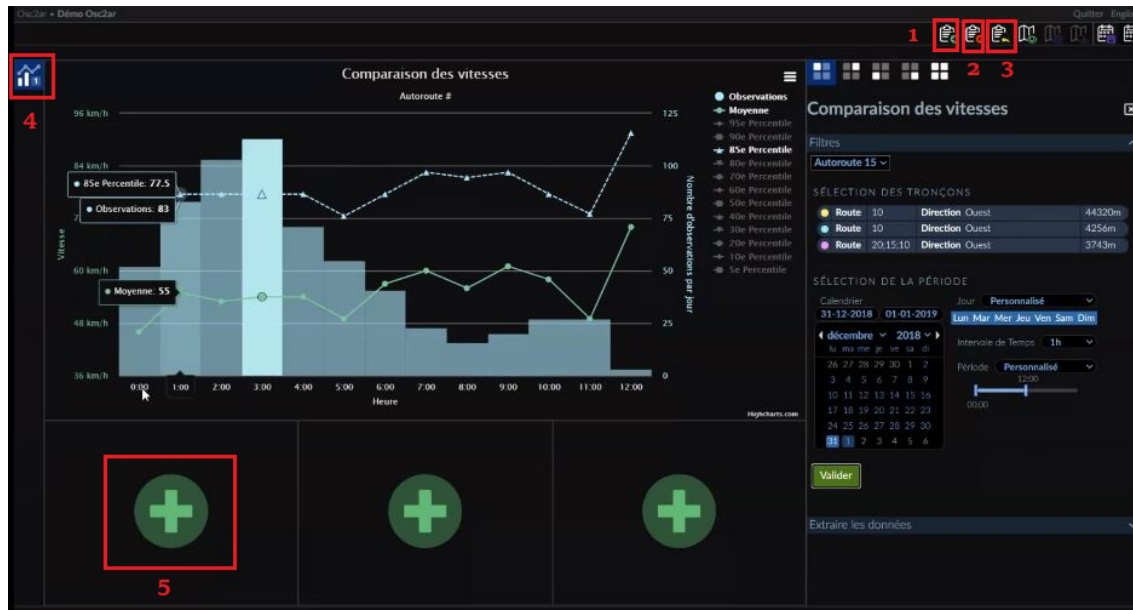 Osc2ar • Démo Osc2ar
Quitter
1
2
3
4
1
Comparaison des vitesses
Autoroute #
Observations
Moyenne
95e Percentile
90e Percentile
85e Percentile
80e Percentile
70e Percentile
60e Percentile
50e Percentile
40e Percentile
30e Percentile
20e Percentile
10e Percentile
5e Percentile
96 km/h
84 km/h
60 km/h
48 km/h
36 km/h
Vitesse
125
100
75
50
25
0
Nombre d'observations par jour
85e Percentile: 77.5
Observations: 83
Moyenne: 55
0:00 1:00 2:00 3:00 4:00 5:00 6:00 7:00 8:00 9:00 10:00 11:00 12:00
Heure
Highcharts.com
5
Comparaison des vitesses
Filtres
Autoroute 15
SÉLECTION DES TRONÇONS
Route 10 Direction Ouest 44320m
Route 10 Direction Ouest 4256m
Route 20;15;10 Direction Ouest 3743m
SÉLECTION DE LA PÉRIODE
Calendrier
31-12-2018 01-01-2019
décembre 2018
lu ma me je ve sa di
26 27 28 29 30 1 2
3 4 5 6 7 8 9
10 11 12 13 14 15 16
17 18 19 20 21 22 23
24 25 26 27 28 29 30
31 1 2 3 4 5 6
Jour Personnalisé
Lun Mar Mer Jeu Ven Sam Dim
Intervale de Temps 1h
Période Personnalisé
12:00
00:00
Valider
Extraire les données